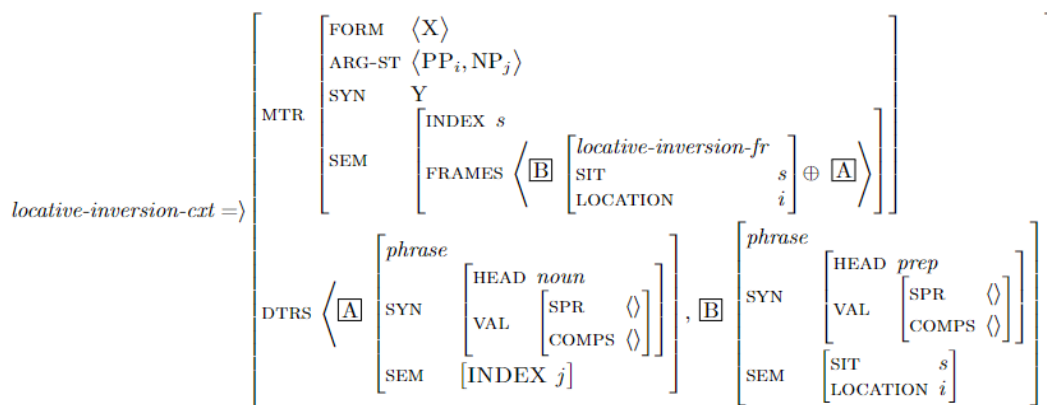 FORM ⟨X⟩
ARG-ST ⟨PP_i, NP_j⟩
SYN Y
MTR
INDEX s
SEM
locative-inversion-fr
FRAMES ⟨ B SIT s ⊕ A ⟩
LOCATION i
locative-inversion-cxt =⟩
phrase phrase
HEAD noun HEAD prep
SYN SPR ⟨⟩ SYN SPR ⟨⟩
DTRS ⟨ A VAL , B VAL
COMPS ⟨⟩ COMPS ⟨⟩
SEM [INDEX j] SEM SIT s
LOCATION i